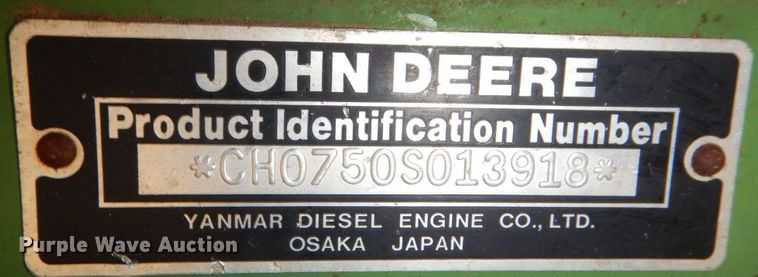 JOHN DEERE
Product Identification Number
*CH0750S013918*
YANMAR DIESEL ENGINE CO., LTD.
OSAKA JAPAN
Purple Wave Auction